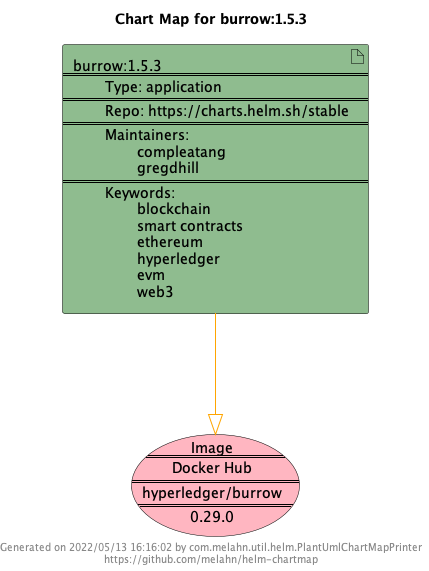 Chart Map for burrow:1.5.3
burrow:1.5.3
Type: application
Repo: https://charts.helm.sh/stable
Maintainers:
compleatang
gregdhill
Keywords:
blockchain
smart contracts
ethereum
hyperledger
evm
web3
Image
Docker Hub
hyperledger/burrow
0.29.0
Generated on 2022/05/13 16:16:02 by com.melahn.util.helm.PlantUmlChartMapPrinter
https://github.com/melahn/helm-chartmap